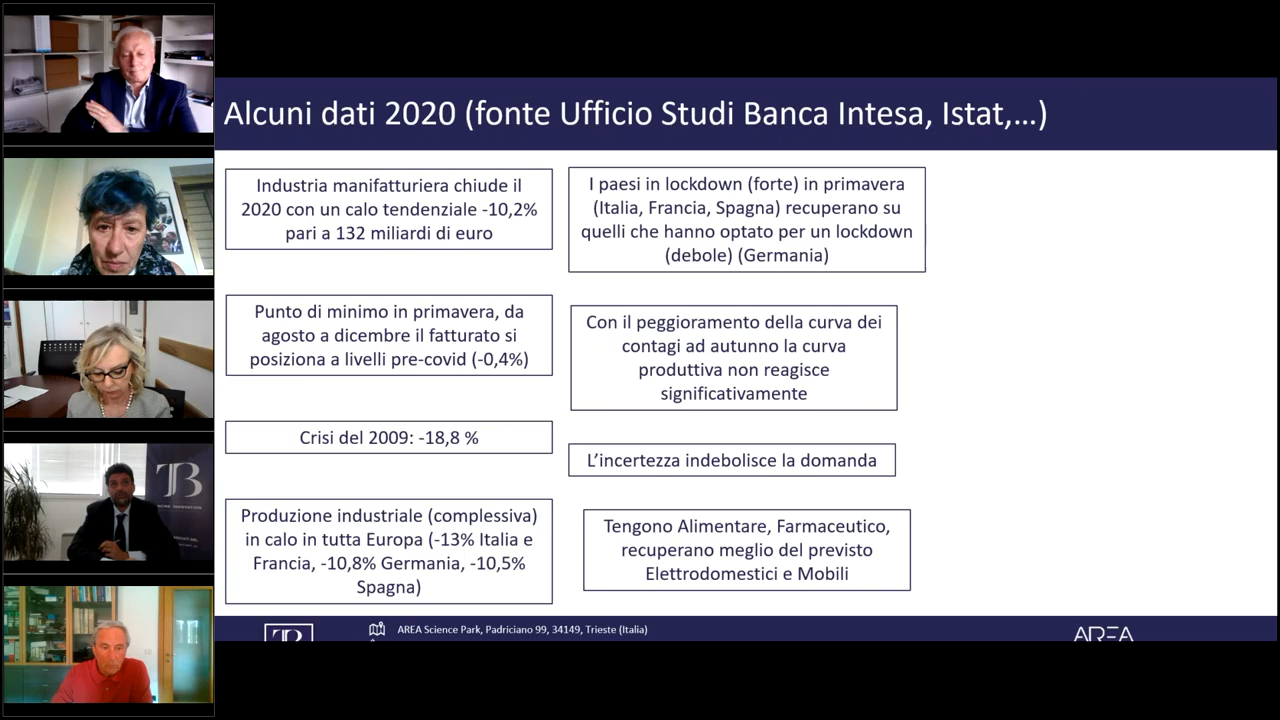 Alcuni dati 2020 (fonte Ufficio Studi Banca Intesa, Istat,...)
Industria manifatturiera chiude il
2020 con un calo tendenziale -10,2%
pari a 132 miliardi di euro
Punto di minimo in primavera, da
agosto a dicembre il fatturato si
posiziona a livelli pre-covid (-0,4%)
Crisi del 2009: -18,8 %
Produzione industriale (complessiva)
in calo in tutta Europa (-13% Italia e
Francia, -10,8% Germania, -10,5%
Spagna)
I paesi in lockdown (forte) in primavera
(Italia, Francia, Spagna) recuperano su
quelli che hanno optato per un lockdown
(debole) (Germania)
Con il peggioramento della curva dei
contagi ad autunno la curva
produttiva non reagisce
significativamente
L'incertezza indebolisce la domanda
Tengono Alimentare, Farmaceutico,
recuperano meglio del previsto
Elettrodomestici e Mobili
TB
AREA Science Park, Padriciano 99, 34149, Trieste (Italia)
AREA
TB